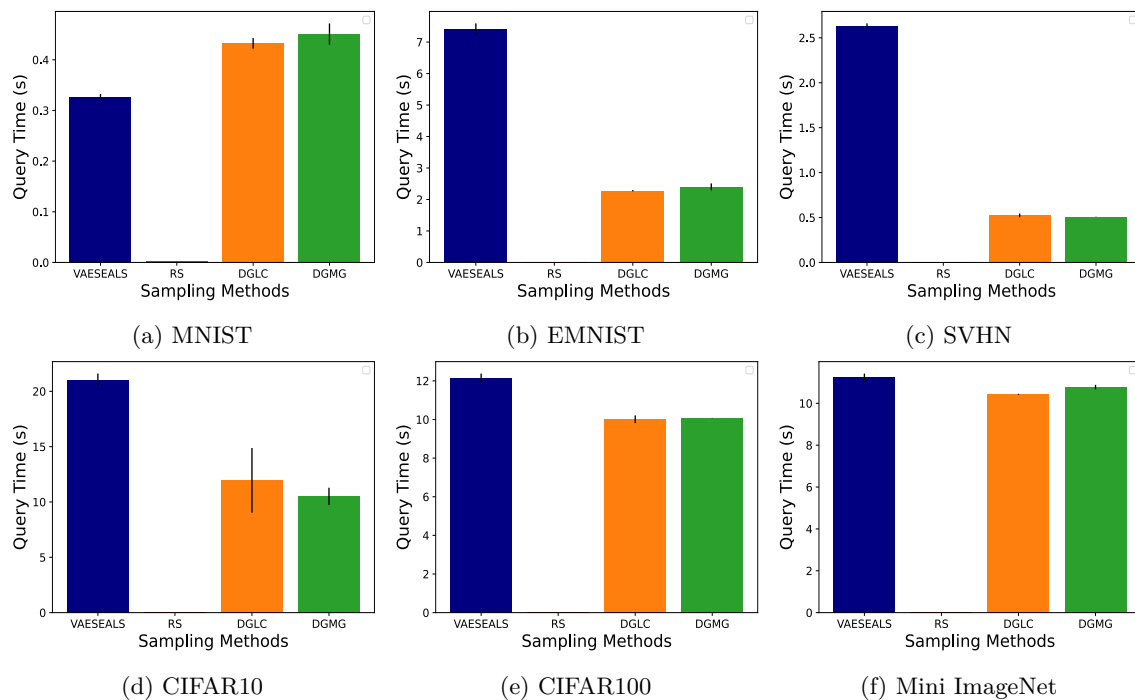 Query Time (s)
0.4
0.3
0.2
0.1
0.0
VAESEALS RS DGLC DGMG
Sampling Methods
(a) MNIST
Query Time (s)
7
6
5
4
3
2
1
0
VAESEALS RS DGLC DGMG
Sampling Methods
(b) EMNIST
Query Time (s)
2.5
2.0
1.5
1.0
0.5
0.0
VAESEALS RS DGLC DGMG
Sampling Methods
(c) SVHN
Query Time (s)
20
15
10
5
0
VAESEALS RS DGLC DGMG
Sampling Methods
(d) CIFAR10
Query Time (s)
12
10
8
6
4
2
0
VAESEALS RS DGLC DGMG
Sampling Methods
(e) CIFAR100
Query Time (s)
10
8
6
4
2
0
VAESEALS RS DGLC DGMG
Sampling Methods
(f) Mini ImageNet